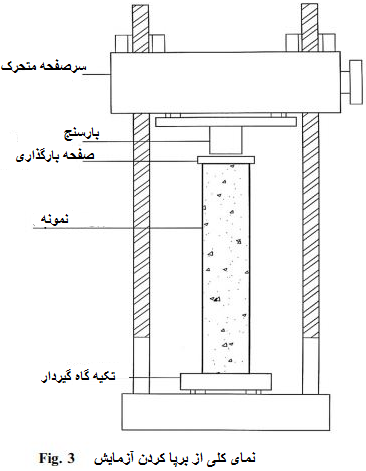 سرصفحه متحرک
بارسنج
صفحه بارگذاری
نمونه
تکیه گاه گیردار
Fig. 3 نمای کلی از برپا کردن آزمایش